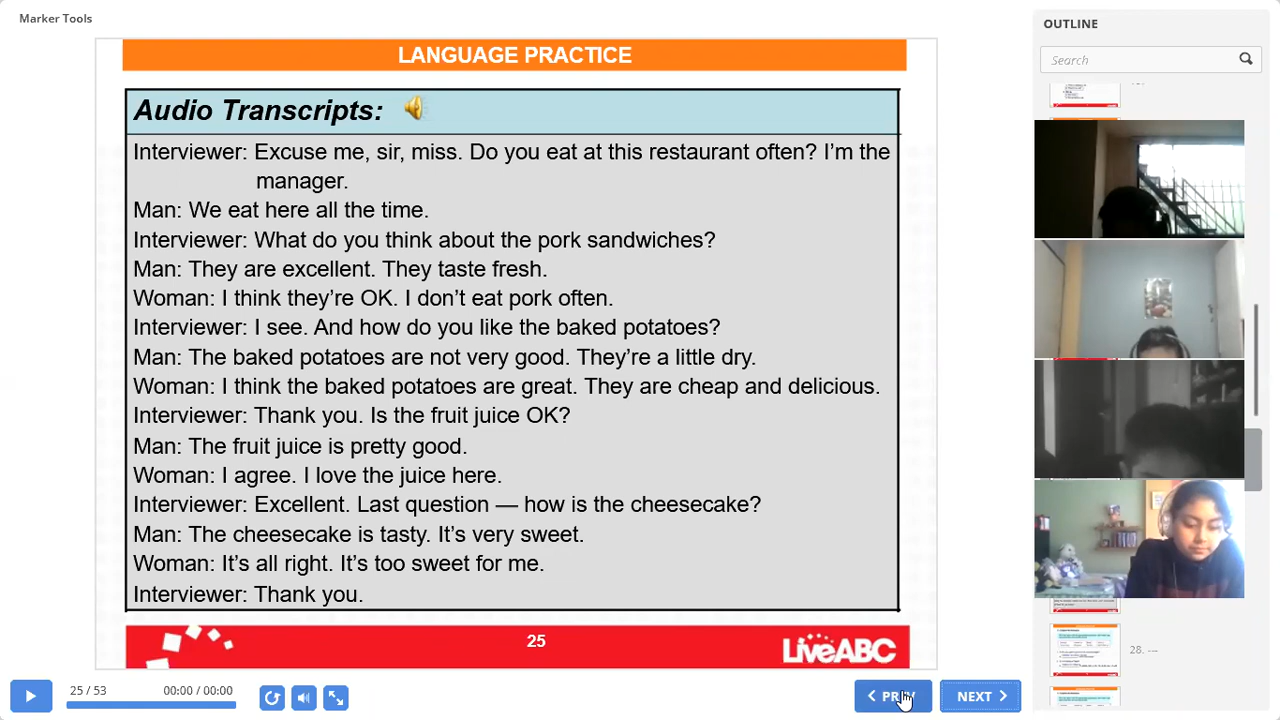 Marker Tools
LANGUAGE PRACTICE
Audio Transcripts:
Interviewer: Excuse me, sir, miss. Do you eat at this restaurant often? I'm the
manager.
Man: We eat here all the time.
Interviewer: What do you think about the pork sandwiches?
Man: They are excellent. They taste fresh.
Woman: I think they're OK. I don't eat pork often.
Interviewer: I see. And how do you like the baked potatoes?
Man: The baked potatoes are not very good. They're a little dry.
Woman: I think the baked potatoes are great. They are cheap and delicious.
Interviewer: Thank you. Is the fruit juice OK?
Man: The fruit juice is pretty good.
Woman: I agree. I love the juice here.
Interviewer: Excellent. Last question — how is the cheesecake?
Man: The cheesecake is tasty. It's very sweet.
Woman: It's all right. It's too sweet for me.
Interviewer: Thank you.
25
LiveABC
25 / 53
00:00 / 00:00
NEXT
OUTLINE
Search
28.